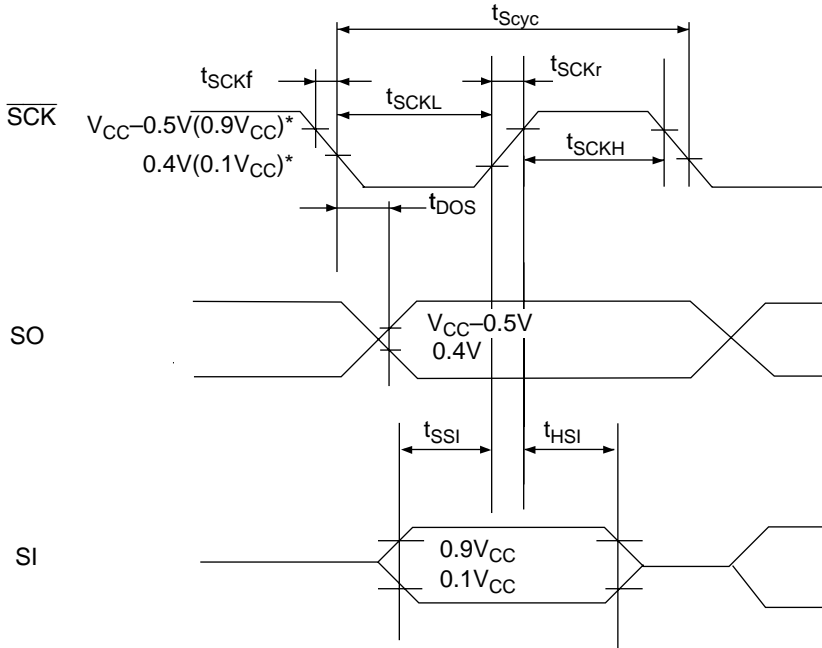 tScyc
tSCKf
tSCKr
tSCKL
SCK
VCC–0.5V(0.9VCC)*
0.4V(0.1VCC)*
tSCKH
tDOS
SO
VCC–0.5V
0.4V
tSSI
tHSI
SI
0.9VCC
0.1VCC